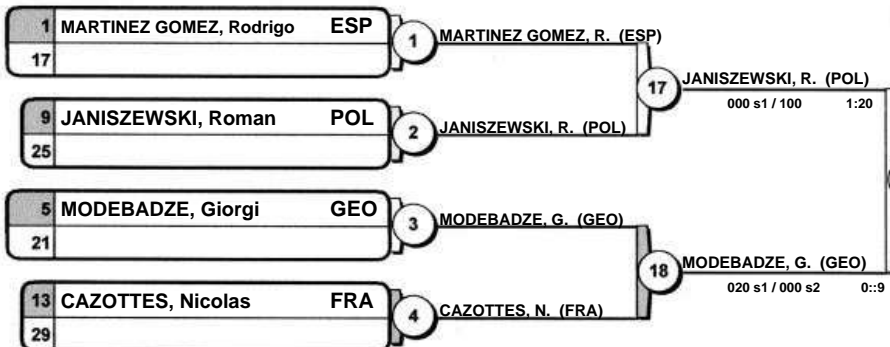 1 MARTINEZ GOMEZ, Rodrigo ESP
17
1
MARTINEZ GOMEZ, R. (ESP)
9 JANISZEWSKI, Roman POL
25
2
JANISZEWSKI, R. (POL)
17
JANISZEWSKI, R. (POL)
000 s1 / 100 1:20
5 MODEBADZE, Giorgi GEO
21
3
MODEBADZE, G. (GEO)
13 CAZOTTES, Nicolas FRA
29
4
CAZOTTES, N. (FRA)
18
MODEBADZE, G. (GEO)
020 s1 / 000 s2 0::9